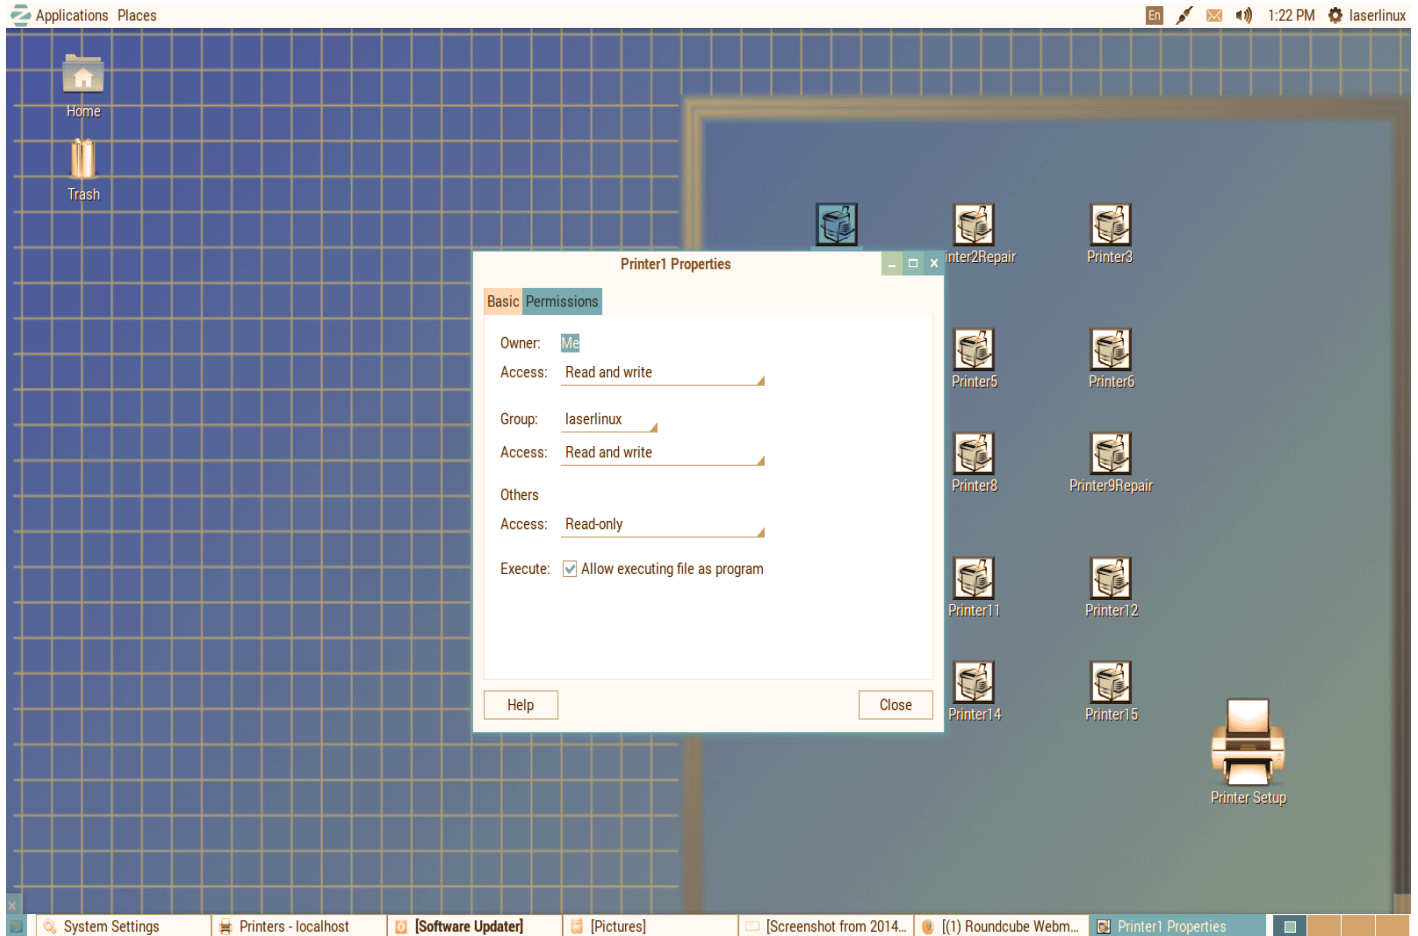 Applications Places En 1:22 PM laserlinux
Home
Trash
inter2Repair
Printer3
Printer1 Properties
Basic Permissions
Owner: Me
Access: Read and write
Group: laserlinux
Access: Read and write
Others
Access: Read-only
Execute: Allow executing file as program
Help Close
Printer5
Printer6
Printer8
Printer9Repair
Printer11
Printer12
Printer14
Printer15
Printer Setup
System Settings Printers - localhost [Software Updater] [Pictures] [Screenshot from 2014... [(1) Roundcube Webm... Printer1 Properties